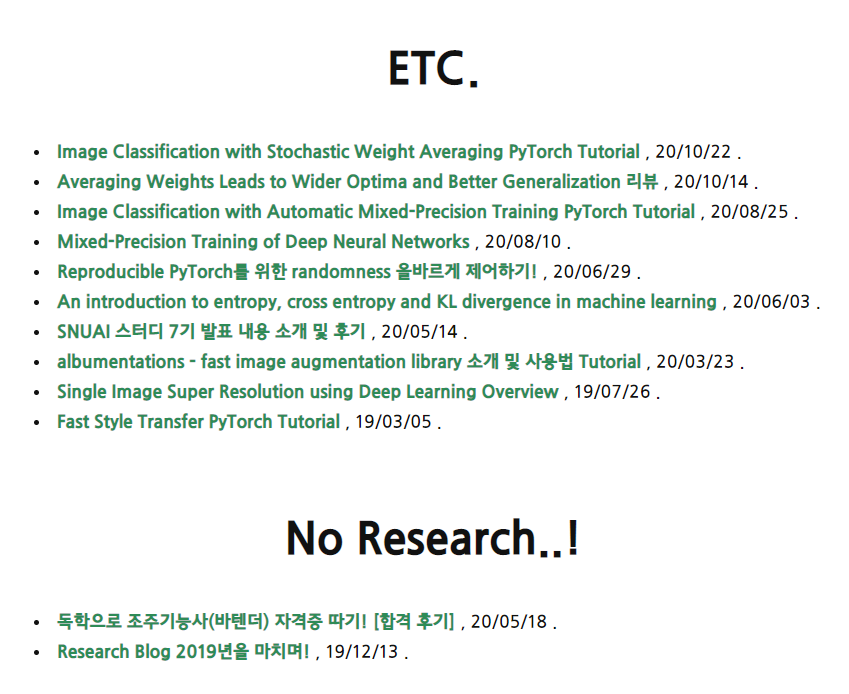 ETC.
• Image Classification with Stochastic Weight Averaging PyTorch Tutorial , 20/10/22 .
• Averaging Weights Leads to Wider Optima and Better Generalization 리뷰 , 20/10/14 .
• Image Classification with Automatic Mixed-Precision Training PyTorch Tutorial , 20/08/25 .
• Mixed-Precision Training of Deep Neural Networks , 20/08/10 .
• Reproducible PyTorch를 위한 randomness 올바르게 제어하기! , 20/06/29 .
• An introduction to entropy, cross entropy and KL divergence in machine learning , 20/06/03 .
• SNUAI 스터디 7기 발표 내용 소개 및 후기 , 20/05/14 .
• albumentations - fast image augmentation library 소개 및 사용법 Tutorial , 20/03/23 .
• Single Image Super Resolution using Deep Learning Overview , 19/07/26 .
• Fast Style Transfer PyTorch Tutorial , 19/03/05 .
No Research..!
• 독학으로 조주기능사(바텐더) 자격증 따기! [합격 후기] , 20/05/18 .
• Research Blog 2019년을 마치며! , 19/12/13 .